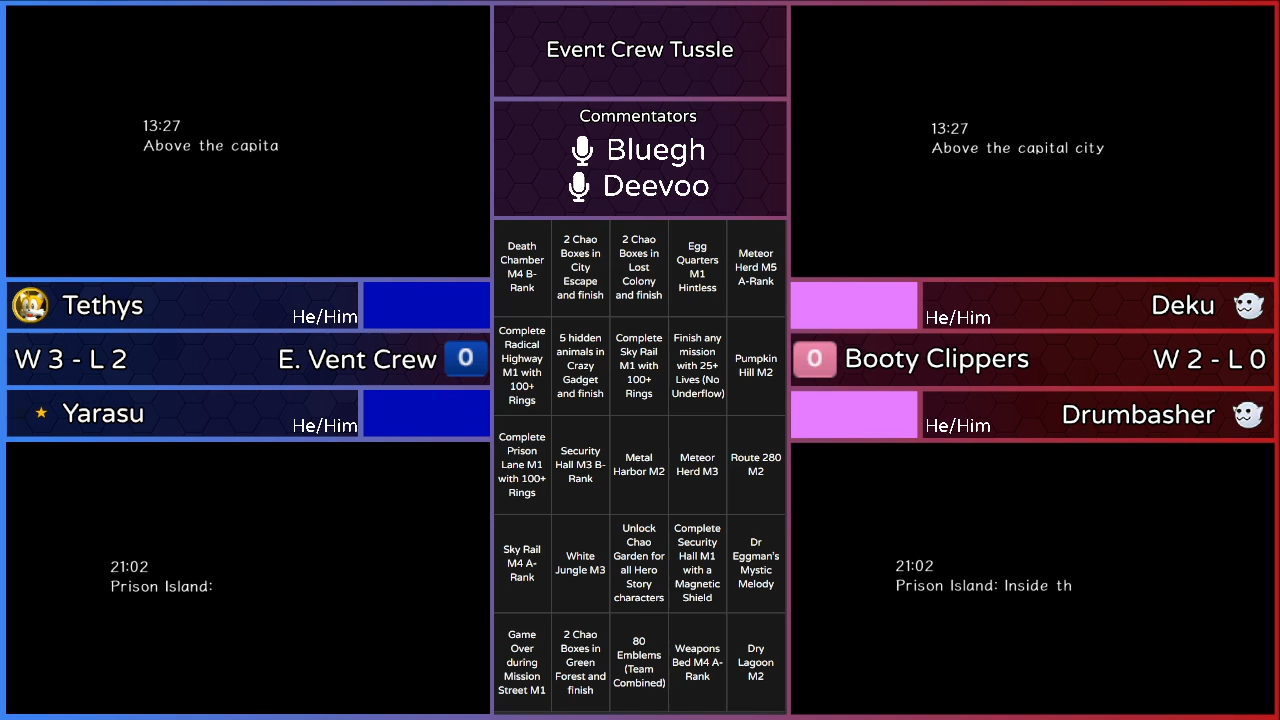 Event Crew Tussle
Commentators
Bluegh
Deevoo
13:27
Above the capita
13:27
Above the capital city
Tethys
He/Him
W 3 - L 2
E. Vent Crew
0
Yarasu
He/Him
Deku
He/Him
0
Booty Clippers
W 2 - L 0
Drumbasher
He/Him
21:02
Prison Island:
21:02
Prison Island: Inside th
Death
Chamber
M4 B-
Rank
2 Chao
Boxes in
City
Escape
and finish
2 Chao
Boxes in
Lost
Colony
and finish
Egg
Quarters
M1
Hintless
Meteor
Herd M5
A-Rank
Complete
Radical
Highway
M1 with
100+
Rings
5 hidden
animals in
Crazy
Gadget
and finish
Complete
Sky Rail
M1 with
100+
Rings
Finish any
mission
with 25+
Lives (No
Underflow)
Pumpkin
Hill M2
Complete
Prison
Lane M1
with 100+
Rings
Security
Hall M3 B-
Rank
Metal
Harbor M2
Meteor
Herd M3
Route 280
M2
Sky Rail
M4 A-
Rank
White
Jungle M3
Unlock
Chao
Garden for
all Hero
Story
characters
Complete
Security
Hall M1
with a
Magnetic
Shield
Dr
Eggman's
Mystic
Melody
Game
Over
during
Mission
Street M1
2 Chao
Boxes in
Green
Forest and
finish
80
Emblems
(Team
Combined)
Weapons
Bed M4 A-
Rank
Dry
Lagoon
M2